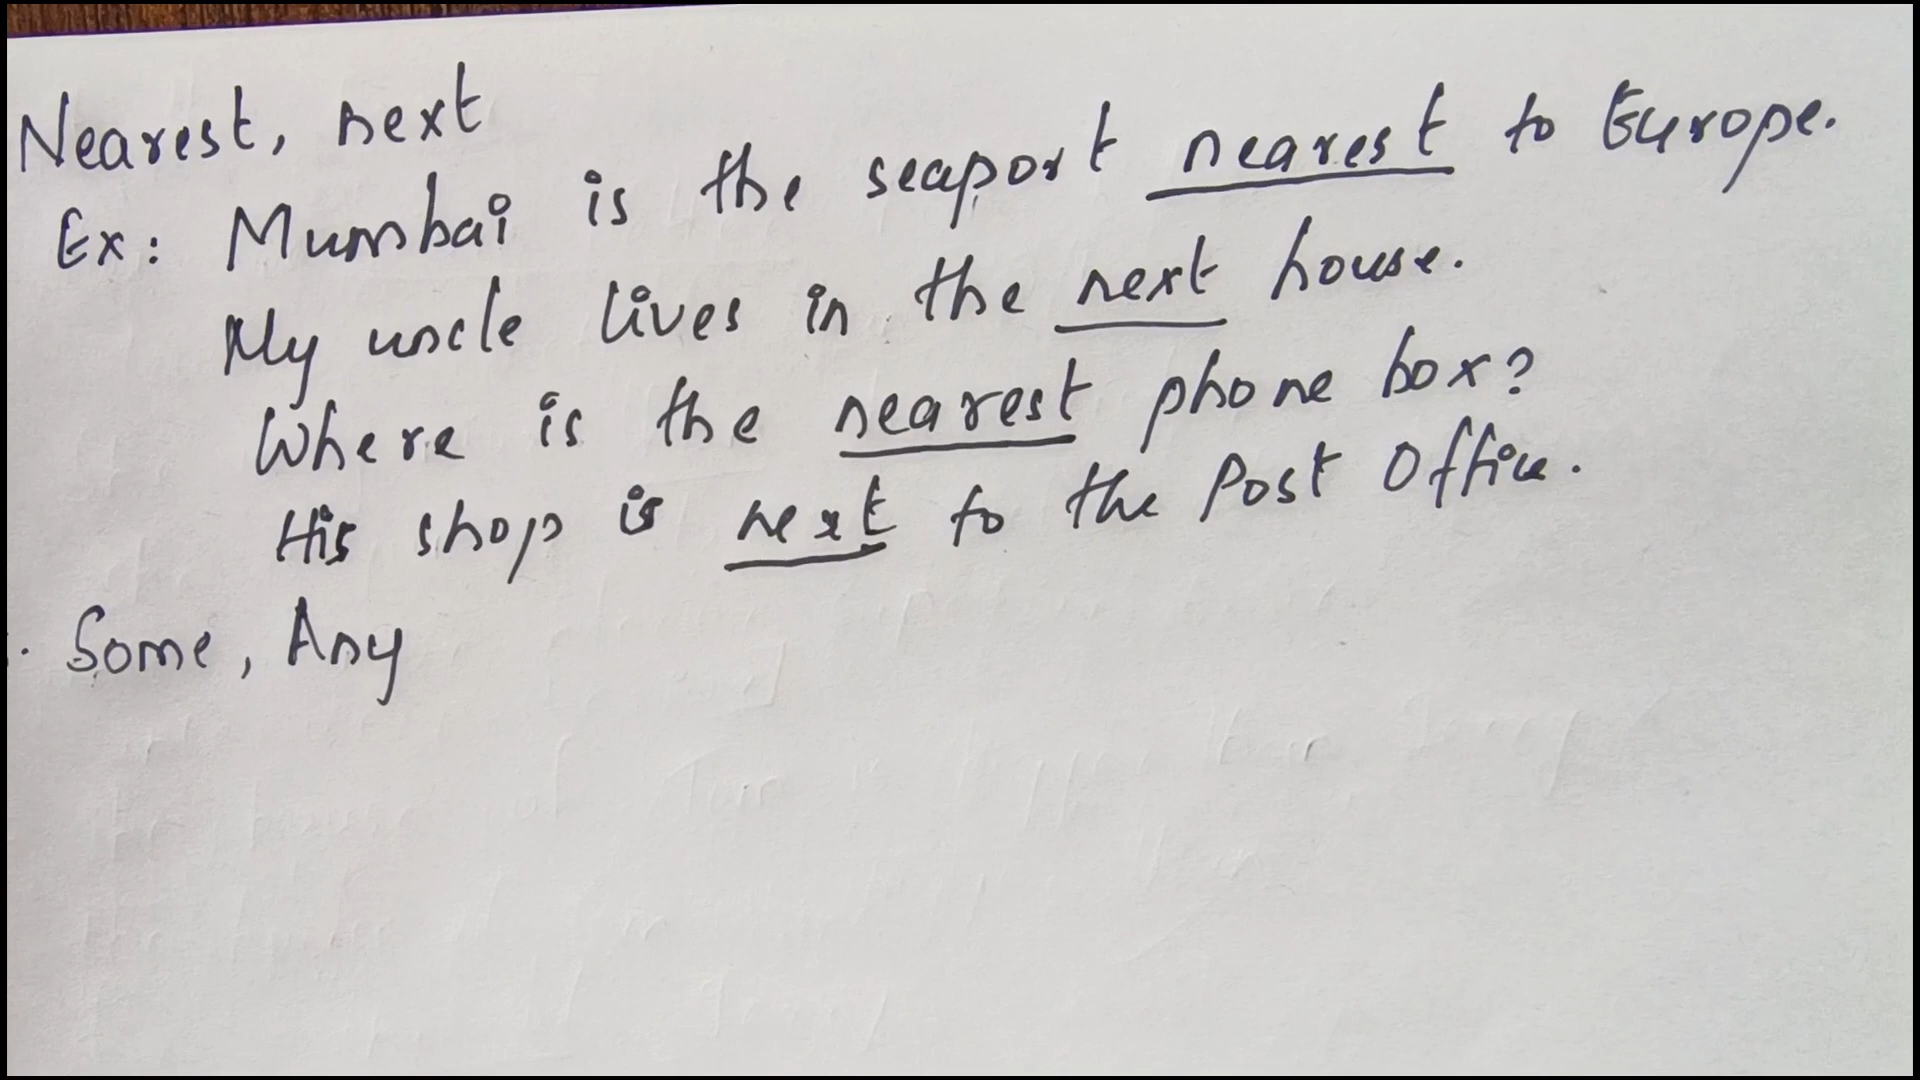 Nearest, next
Ex: Mumbai is the seaport nearest to Europe.
My uncle lives in the next house.
Where is the nearest phone box?
His shop is next to the Post Office.
. Some, Any